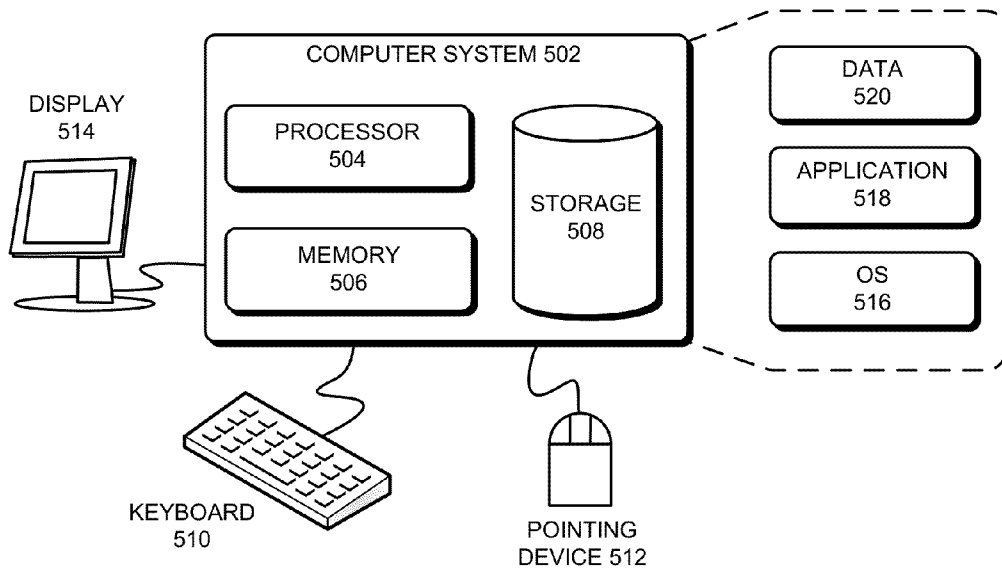 COMPUTER SYSTEM 502
DISPLAY
514
PROCESSOR
504
MEMORY
506
STORAGE
508
DATA
520
APPLICATION
518
OS
516
KEYBOARD
510
POINTING
DEVICE 512